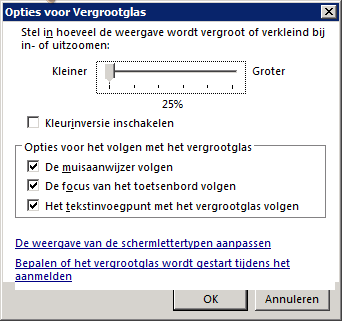 Opties voor Vergrootglas
Stel in hoeveel de weergave wordt vergroot of verkleind bij
in- of uitzoomen:
Kleiner Groter
25%
Kleurinversie inschakelen
Opties voor het volgen met het vergrootglas
De muisaanwijzer volgen
De focus van het toetsenbord volgen
Het tekstinvoegpunt met het vergrootglas volgen
De weergave van de schermlettertypen aanpassen
Bepalen of het vergrootglas wordt gestart tijdens het
aanmelden
OK Annuleren